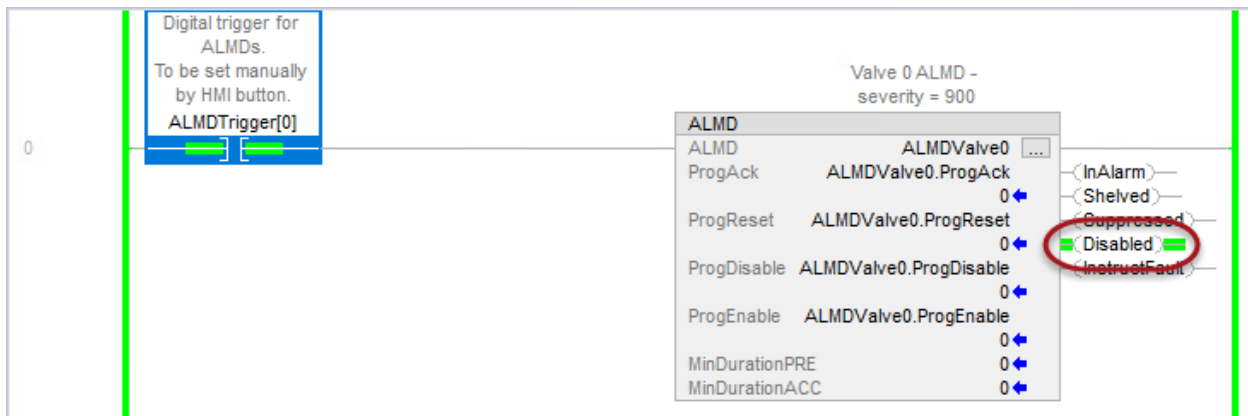 Digital trigger for
ALMDs.
To be set manually
by HMI button.
ALMDTrigger[0]
0
Valve 0 ALMD -
severity = 900
ALMD
ALMD ALMDValve0 ...
ProgAck ALMDValve0.ProgAck
0
ProgReset ALMDValve0.ProgReset
0
ProgDisable ALMDValve0.ProgDisable
0
ProgEnable ALMDValve0.ProgEnable
0
MinDurationPRE 0
MinDurationACC 0
InAlarm
Shelved
Suppressed
Disabled
InstructFault